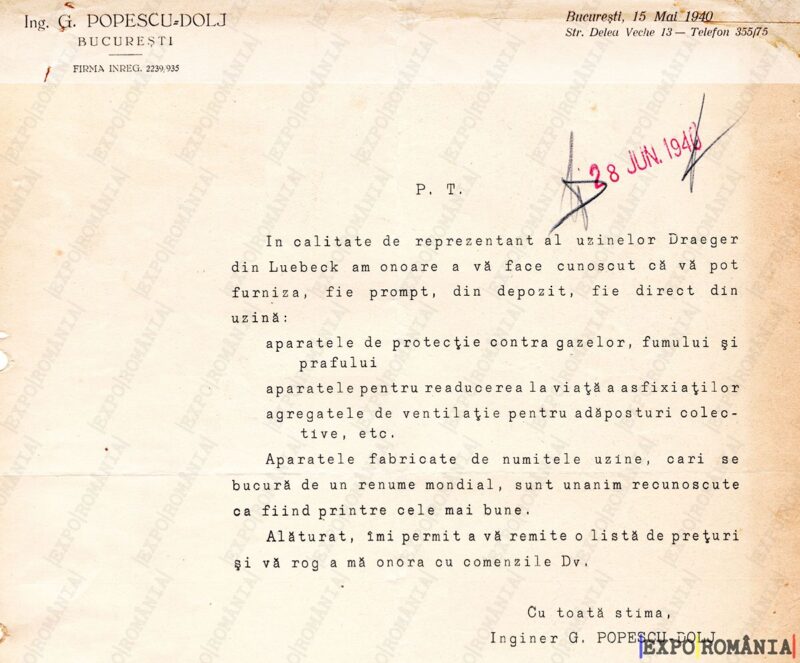 Ing. G. POPESCU-DOLJ
BUCUREȘTI
FIRMA INREG. 2239/935
București, 15 Mai 1940
Str. Delea Veche 13 — Telefon 355/75
28 JUN. 1940
P. T.
In calitate de reprezentant al uzinelor Draeger
din Luebeck am onoare a vă face cunoscut că vă pot
furniza, fie prompt, din depozit, fie direct din
uzină:
aparatele de protecţie contra gazelor, fumului şi
prafului
aparatele pentru readucerea la viaţă a asfixiaţilor
agregatele de ventilaţie pentru adăposturi colec-
tive, etc.
Aparatele fabricate de numitele uzine, cari se
bucură de un renume mondial, sunt unanim recunoscute
ca fiind printre cele mai bune.
Alăturat, îmi permit a vă remite o listă de preţuri
şi vă rog a mă onora cu comenzile Dv.
Cu toată stima,
Inginer G. POPESCU-DOLJ
EXPO ROMÂNIA